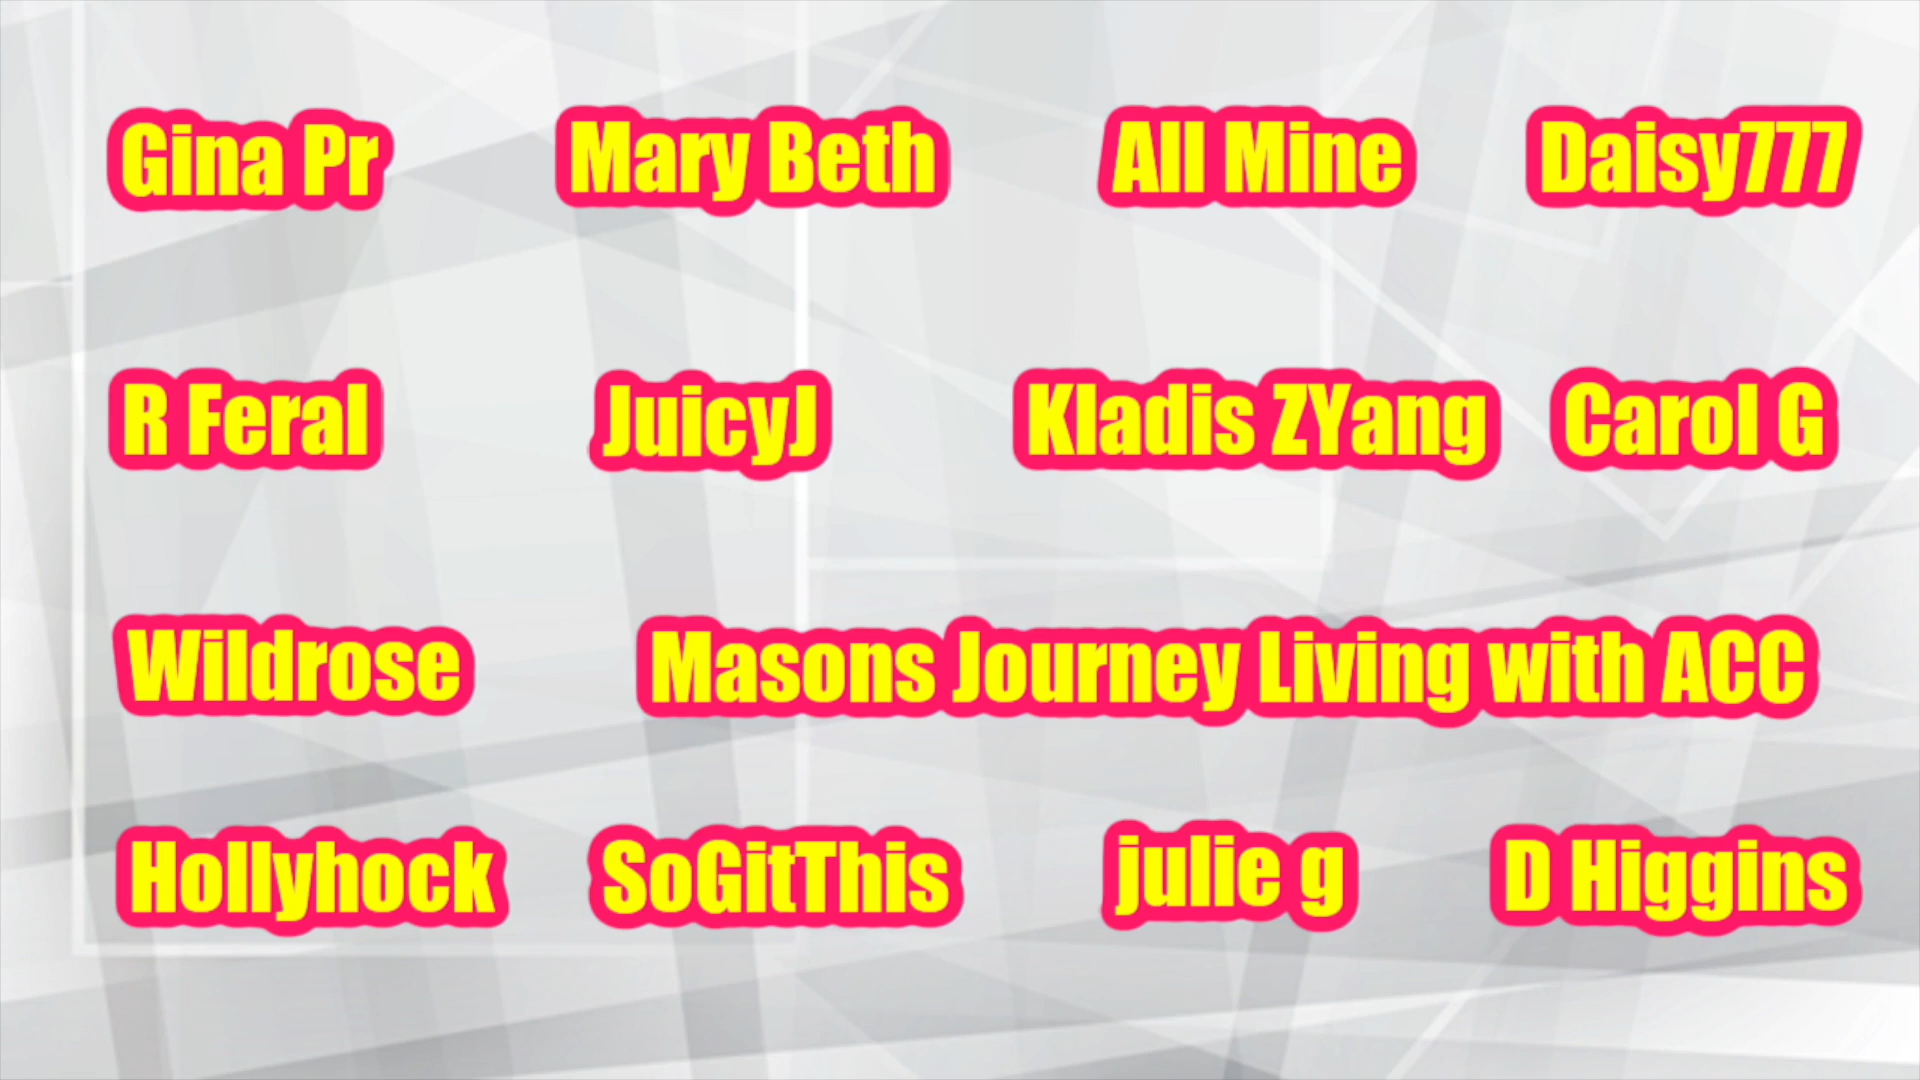 Gina Pr Mary Beth All Mine Daisy777
R Feral JuicyJ Kladis ZYang Carol G
Wildrose Masons Journey Living with ACC
Hollyhock SoGitThis julie g D Higgins